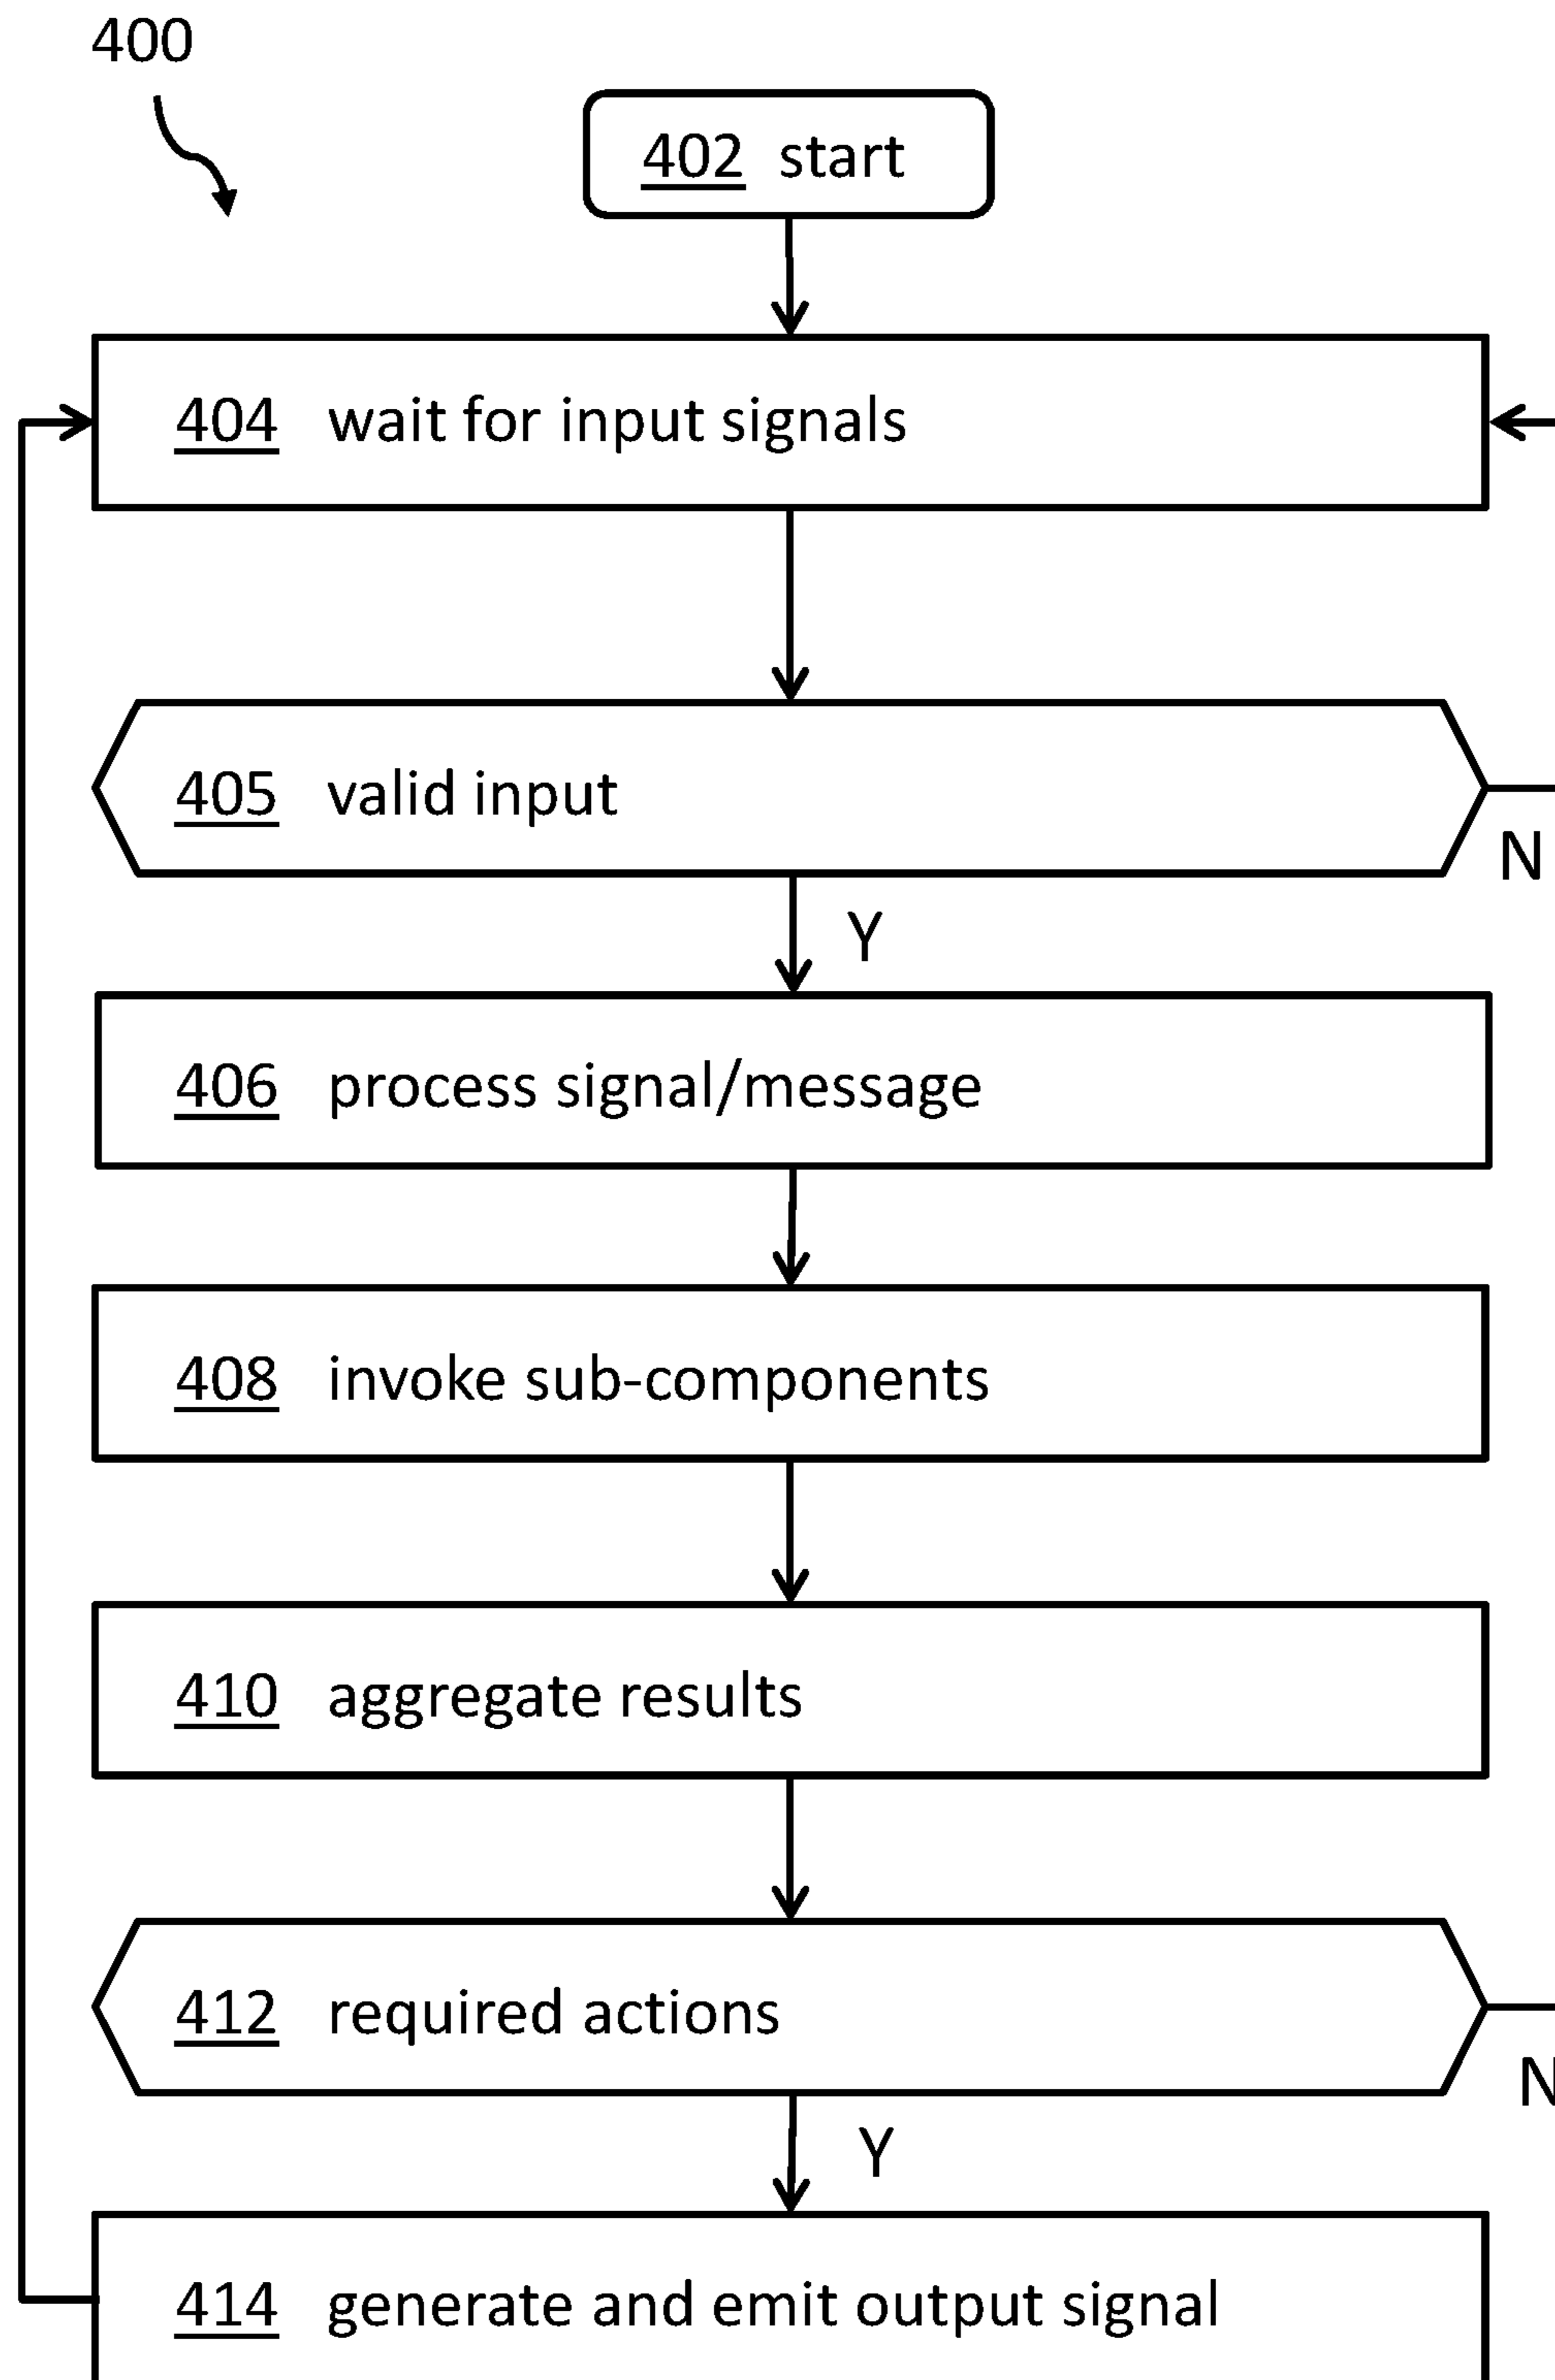 400
402 start
404 wait for input signals
405 valid input
N
Y
406 process signal/message
408 invoke sub-components
410 aggregate results
412 required actions
N
Y
414 generate and emit output signal